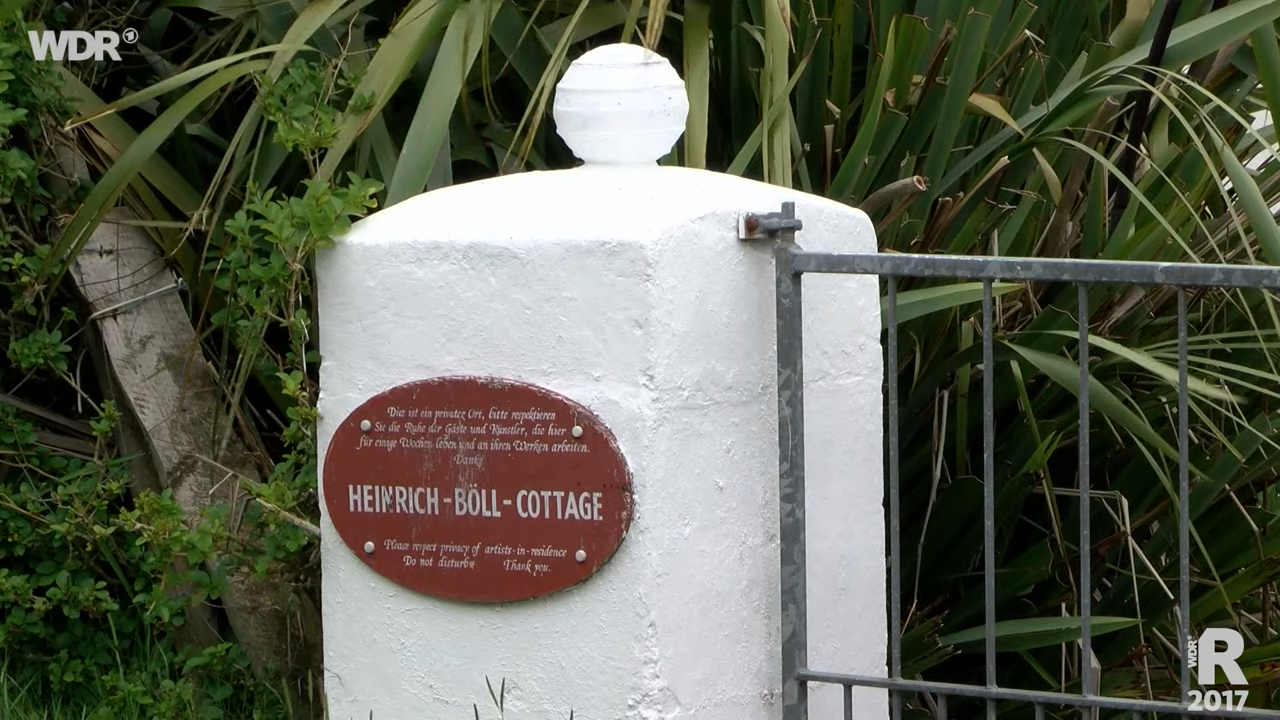 WDR
Dies ist ein privater Ort, bitte respektieren
Sie die Ruhe der Gäste und Künstler, die hier
für einige Wochen leben und an ihren Werken arbeiten.
Danke
HEINRICH-BÖLL-COTTAGE
Please respect privacy of artists-in-residence
Do not disturb Thank you.
WDR
R
2017